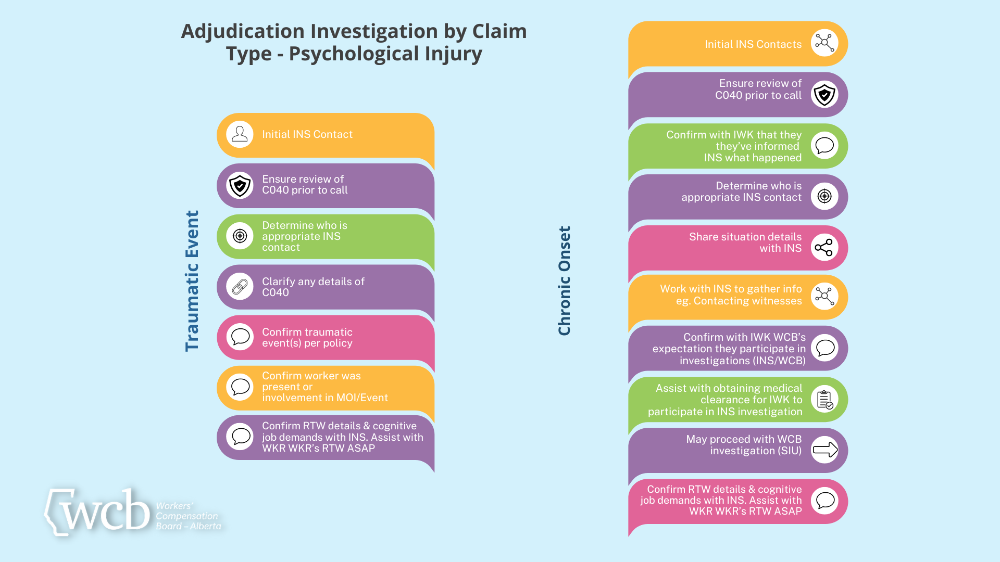 Adjudication Investigation by Claim
Type - Psychological Injury
Traumatic Event
Initial INS Contact
Ensure review of
C040 prior to call
Determine who is
appropriate INS
contact
Clarify any details of
C040
Confirm traumatic
event(s) per policy
Confirm worker was
present or
involvement in MOI/Event
Confirm RTW details & cognitive
job demands with INS. Assist with
WKR WKR’s RTW ASAP
Chronic Onset
Initial INS Contacts
Ensure review of
C040 prior to call
Confirm with IWK that they
they’ve informed
INS what happened
Determine who is
appropriate INS contact
Share situation details
with INS
Work with INS to gather info
eg. Contacting witnesses
Confirm with IWK WCB’s
expectation they participate in
investigations (INS/WCB)
Assist with obtaining medical
clearance for IWK to
participate in INS investigation
May proceed with WCB
investigation (SIU)
Confirm RTW details & cognitive
job demands with INS. Assist with
WKR WKR’s RTW ASAP
wcb
Workers’
Compensation
Board – Alberta